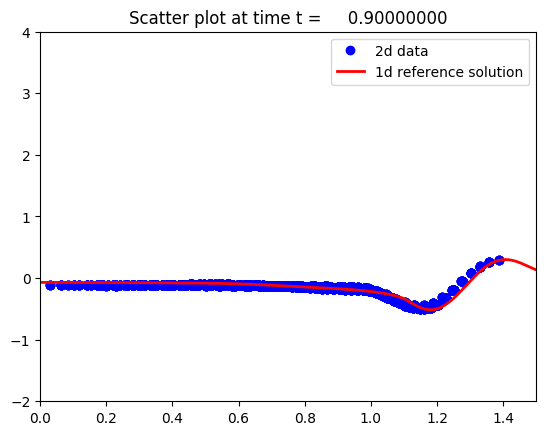 Scatter plot at time t =     0.90000000
2d data
1d reference solution
4
3
2
1
0
−1
−2
0.0 0.2 0.4 0.6 0.8 1.0 1.2 1.4